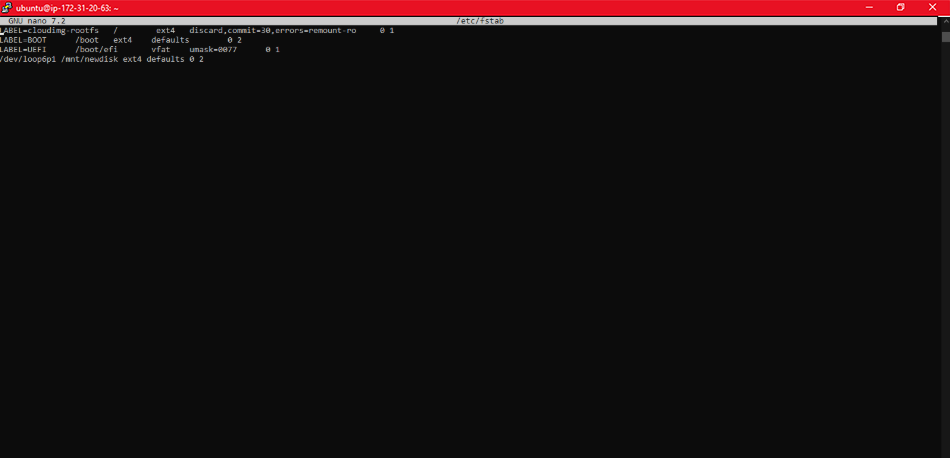 ubuntu@ip-172-31-20-63: ~
GNU nano 7.2 /etc/fstab
LABEL=cloudimg-rootfs / ext4 discard,commit=30,errors=remount-ro 0 1
LABEL=BOOT /boot ext4 defaults 0 2
LABEL=UEFI /boot/efi vfat umask=0077 0 1
/dev/loop6p1 /mnt/newdisk ext4 defaults 0 2